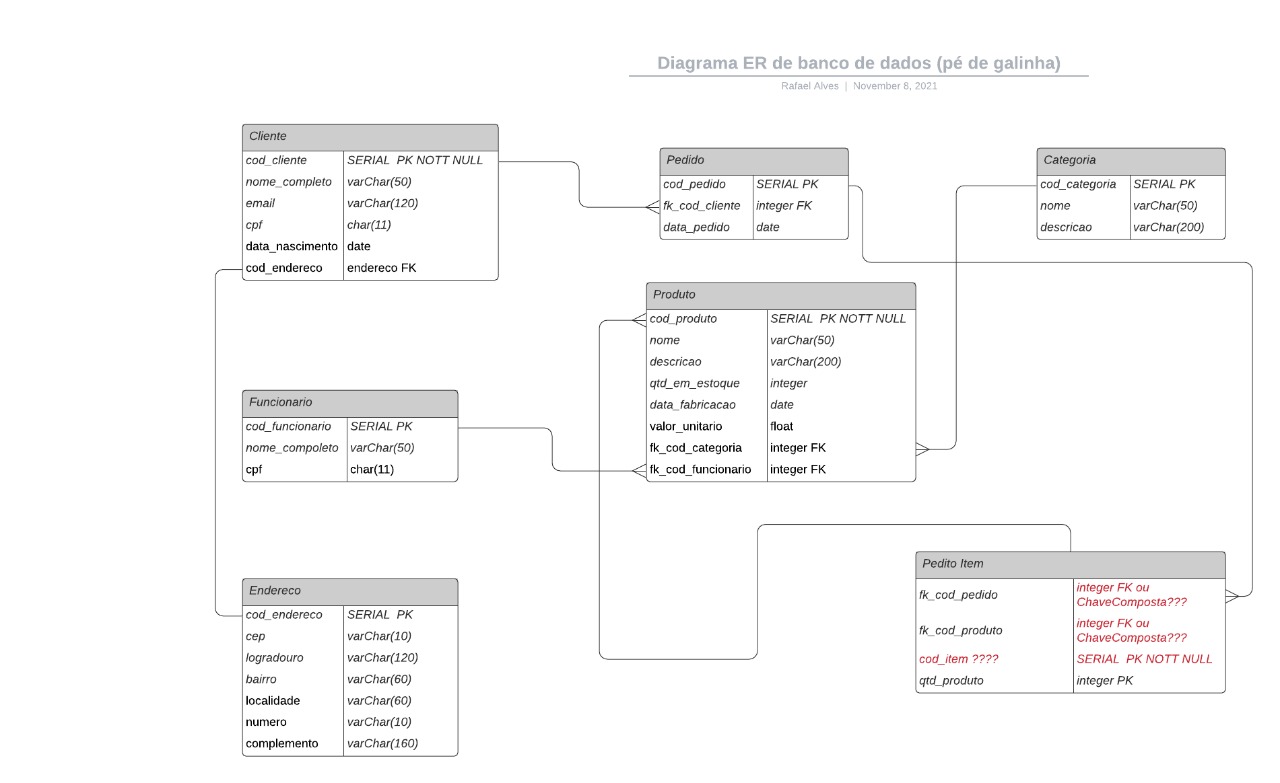 Diagrama ER de banco de dados (pé de galinha)
Rafael Alves | November 8, 2021
Cliente
cod_cliente SERIAL PK NOTT NULL
nome_completo varChar(50)
email varChar(120)
cpf char(11)
data_nascimento date
cod_endereco endereco FK
Pedido
cod_pedido SERIAL PK
fk_cod_cliente integer FK
data_pedido date
Categoria
cod_categoria SERIAL PK
nome varChar(50)
descricao varChar(200)
Produto
cod_produto SERIAL PK NOTT NULL
nome varChar(50)
descricao varChar(200)
qtd_em_estoque integer
data_fabricacao date
valor_unitario float
fk_cod_categoria integer FK
fk_cod_funcionario integer FK
Funcionario
cod_funcionario SERIAL PK
nome_compoleto varChar(50)
cpf char(11)
Endereco
cod_endereco SERIAL PK
cep varChar(10)
logradouro varChar(120)
bairro varChar(60)
localidade varChar(60)
numero varChar(10)
complemento varChar(160)
Pedito Item
fk_cod_pedido integer FK ou
ChaveComposta???
fk_cod_produto integer FK ou
ChaveComposta???
cod_item ???? SERIAL PK NOTT NULL
qtd_produto integer PK